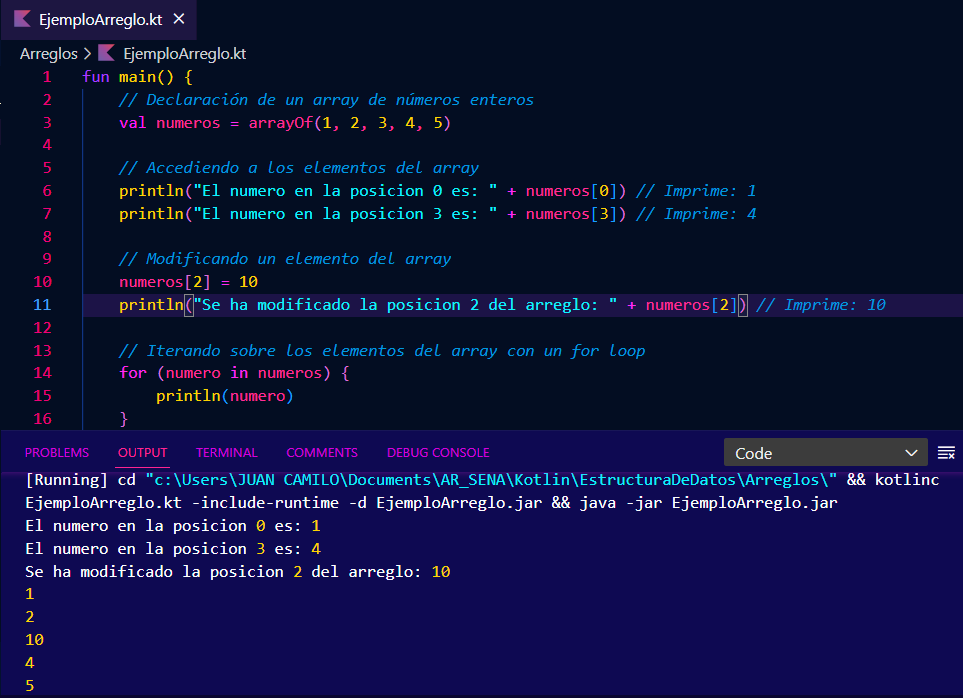 EjemploArreglo.kt ×
Arreglos > EjemploArreglo.kt
1 fun main() {
2 // Declaración de un array de números enteros
3 val numeros = arrayOf(1, 2, 3, 4, 5)
4
5 // Accediendo a los elementos del array
6 println("El numero en la posicion 0 es: " + numeros[0]) // Imprime: 1
7 println("El numero en la posicion 3 es: " + numeros[3]) // Imprime: 4
8
9 // Modificando un elemento del array
10 numeros[2] = 10
11 println("Se ha modificado la posicion 2 del arreglo: " + numeros[2]) // Imprime: 10
12
13 // Iterando sobre los elementos del array con un for loop
14 for (numero in numeros) {
15 println(numero)
16 }
PROBLEMS OUTPUT TERMINAL COMMENTS DEBUG CONSOLE Code
[Running] cd "c:\Users\JUAN CAMILO\Documents\AR_SENA\Kotlin\EstructuraDeDatos\Arreglos\" && kotlinc
EjemploArreglo.kt -include-runtime -d EjemploArreglo.jar && java -jar EjemploArreglo.jar
El numero en la posicion 0 es: 1
El numero en la posicion 3 es: 4
Se ha modificado la posicion 2 del arreglo: 10
1
2
10
4
5